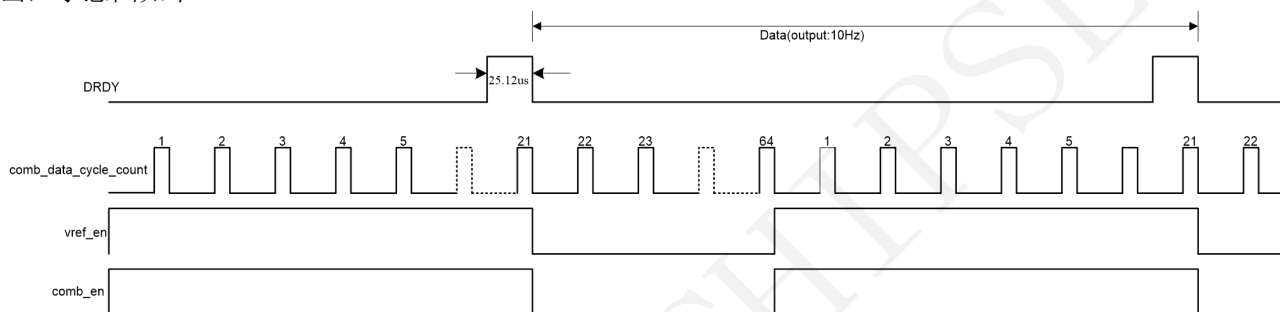 Data(output:10Hz)
25.12us
DRDY
1 2 3 4 5 21 22 23 64 1 2 3 4 5 21 22
comb_data_cycle_count
vref_en
comb_en
CHIPSE